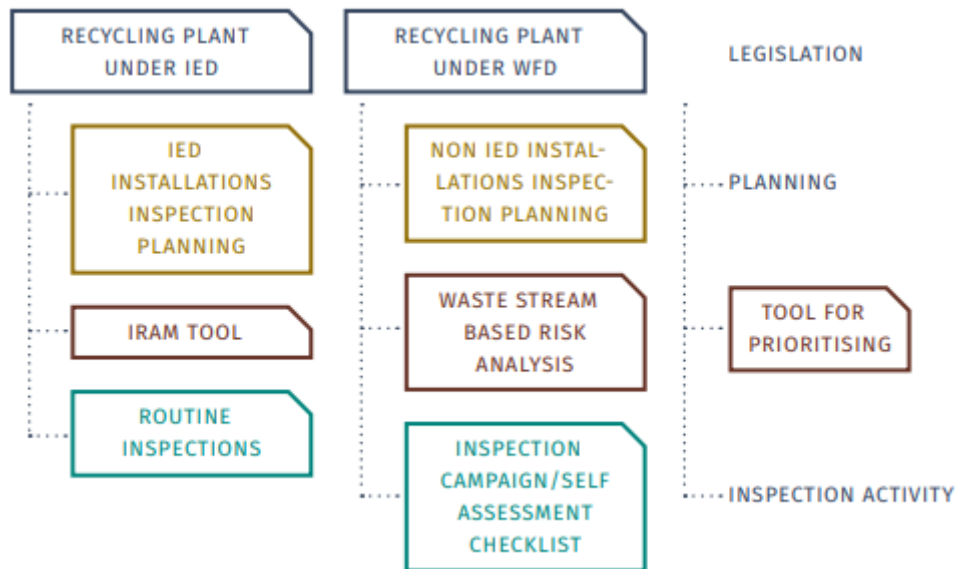 RECYCLING PLANT
UNDER IED
IED
INSTALLATIONS
INSPECTION
PLANNING
IRAM TOOL
ROUTINE
INSPECTIONS
RECYCLING PLANT
UNDER WFD
NON IED INSTAL-
LATIONS INSPEC-
TION PLANNING
WASTE STREAM
BASED RISK
ANALYSIS
INSPECTION
CAMPAIGN/SELF
ASSESSMENT
CHECKLIST
LEGISLATION
PLANNING
TOOL FOR
PRIORITISING
INSPECTION ACTIVITY